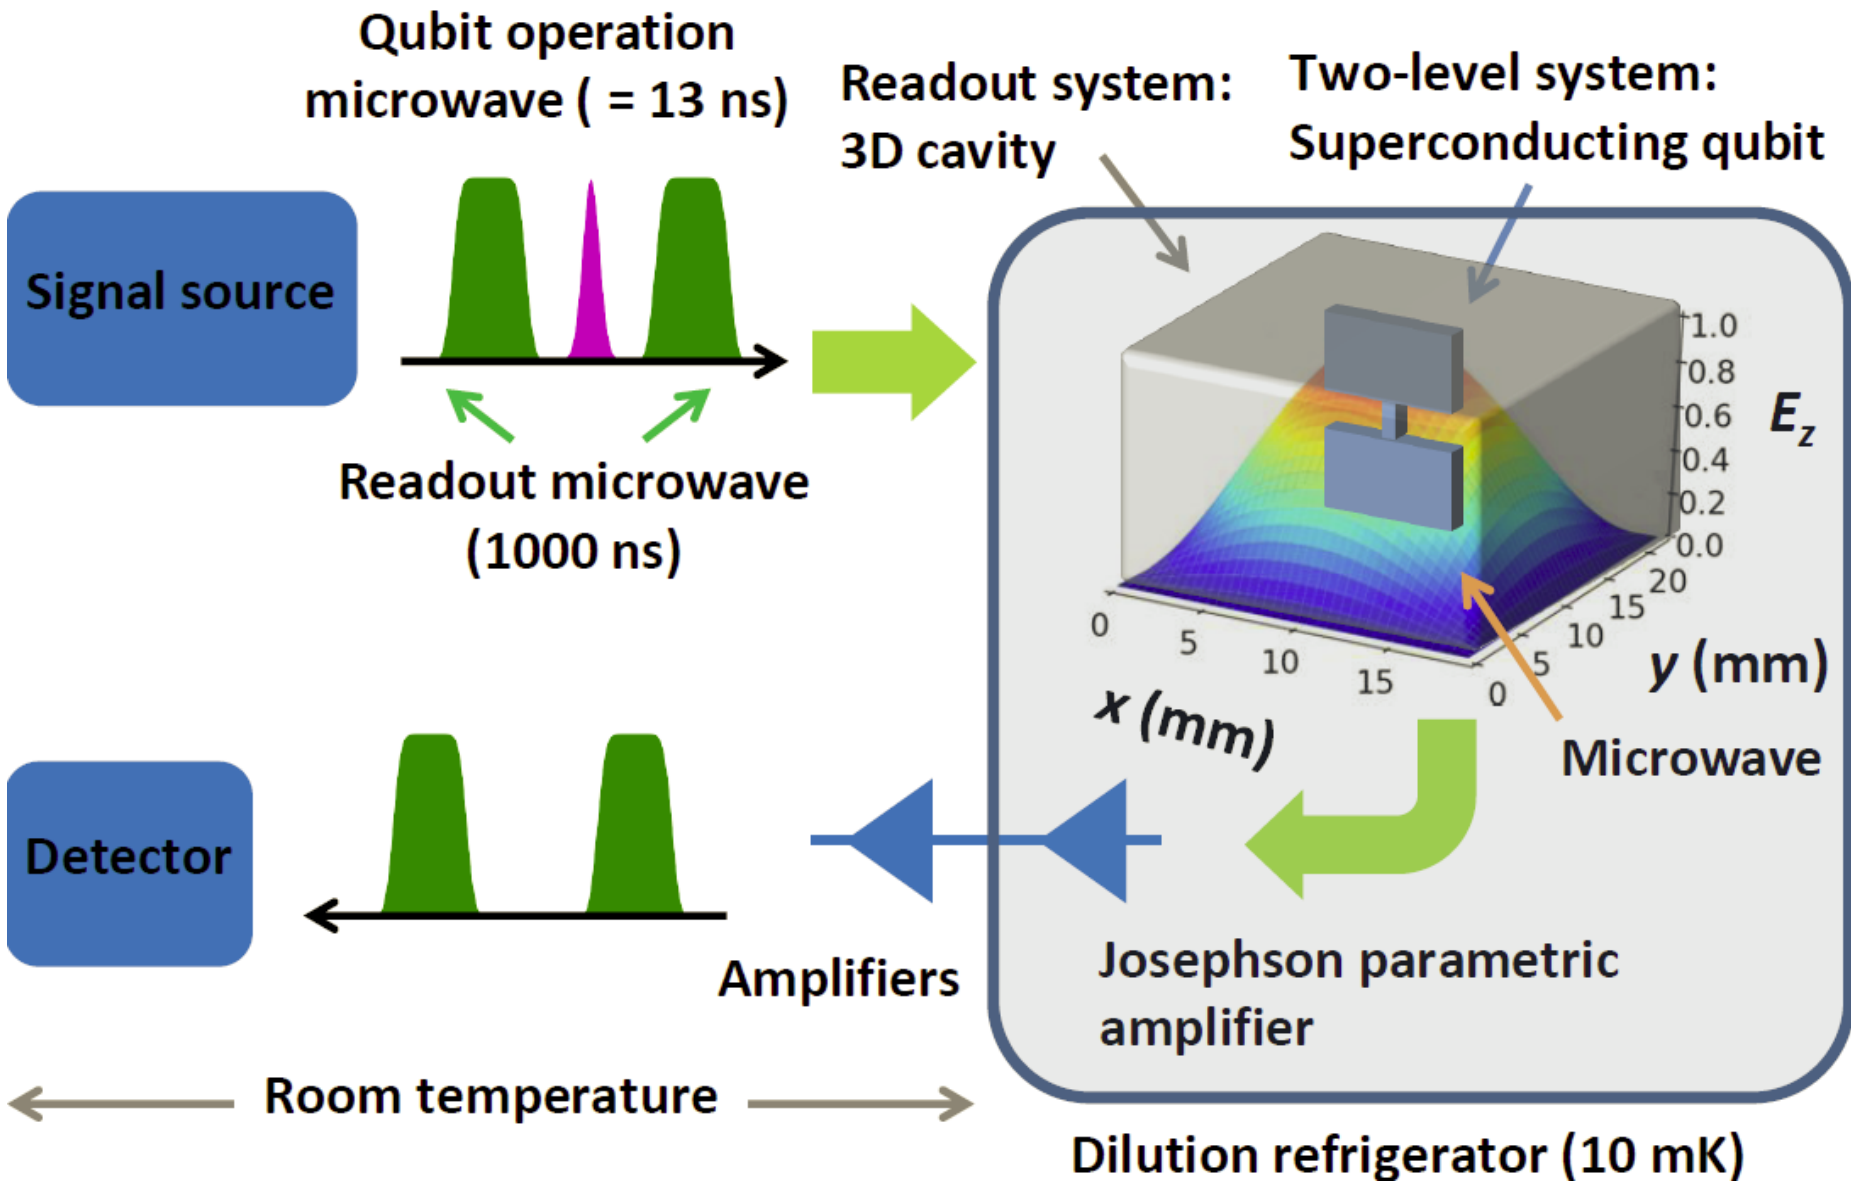 Qubit operation
microwave ( = 13 ns)
Readout system:
3D cavity
Two-level system:
Superconducting qubit
Signal source
Readout microwave
(1000 ns)
1.0
0.8
0.6
0.4
0.2
0.0
E_z
0
5
10
15
x (mm)
0
5
10
15
20
y (mm)
Microwave
Detector
Amplifiers
Josephson parametric
amplifier
Room temperature
Dilution refrigerator (10 mK)